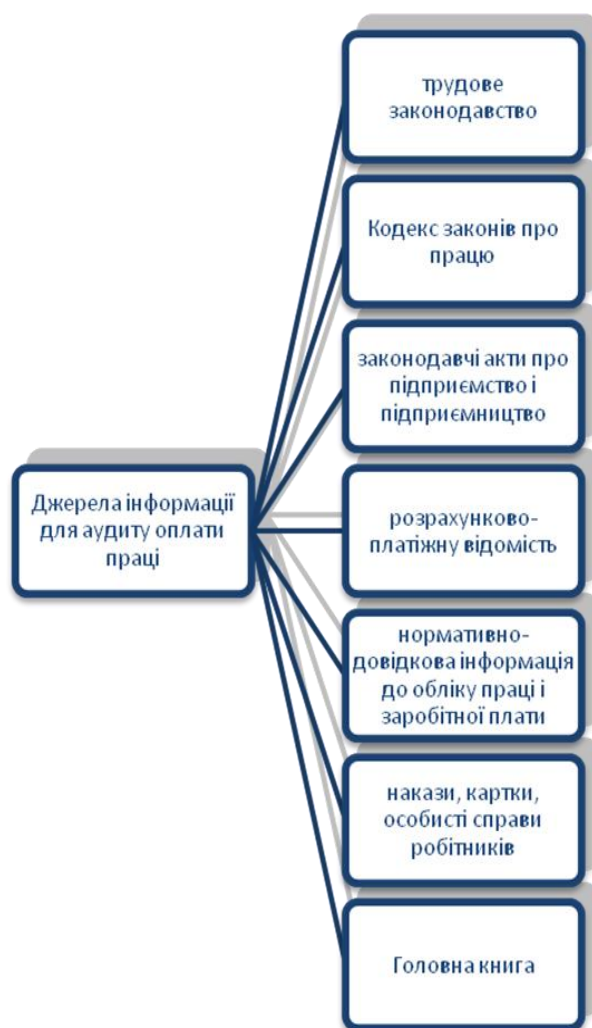 трудове
законодавство
Кодекс законів про
працю
законодавчі акти про
підприємство і
підприємництво
Джерела інформації
для аудиту оплати
праці
розрахунково-
платіжну відомість
нормативно-
довідкова інформація
до обліку праці і
заробітної плати
накази, картки,
особисті справи
робітників
Головна книга